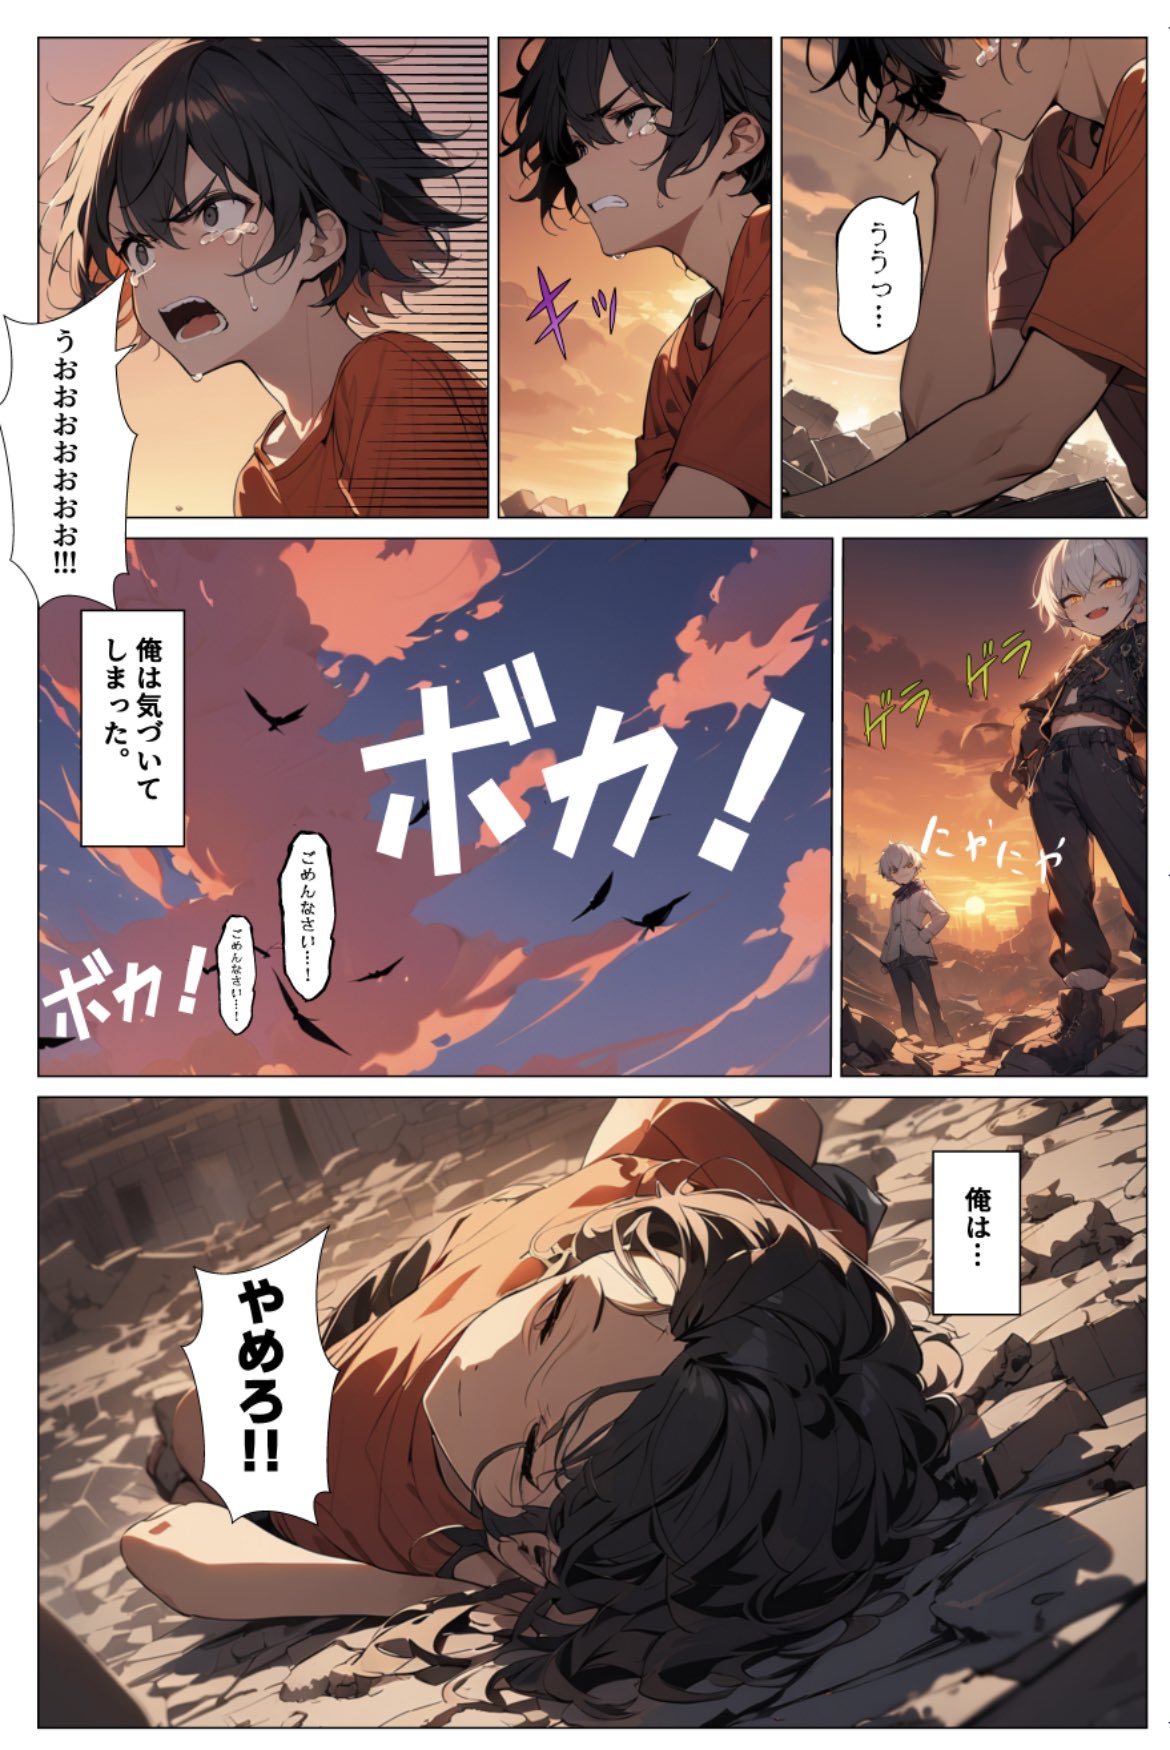 ううっ…
キッ
うおおおおおおお!!!
ゲラ
ゲラ
にやにや
ボカ!
ごめんなさい…!
ごめんなさい…!
ボカ!
俺は気づいて
しまった。
俺は…
やめろ!!